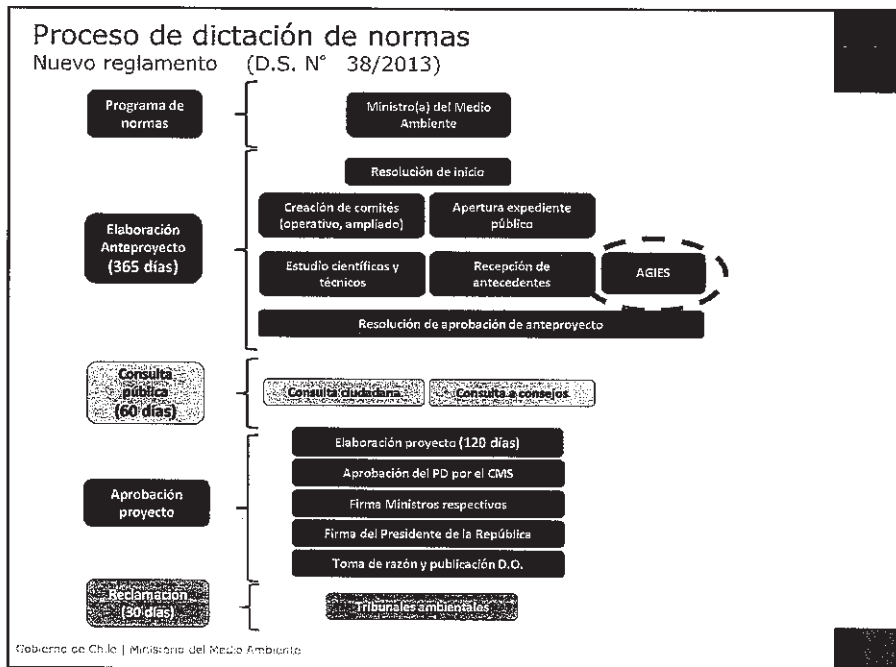 Proceso de dictación de normas
Nuevo reglamento (D.S. N° 38/2013)
Programa de
normas
Ministro(a) del Medio
Ambiente
Elaboración
Anteproyecto
(365 días)
Resolución de inicio
Creación de comités
(operativo, ampliado)
Apertura expediente
público
Estudio científicos y
técnicos
Recepción de
antecedentes
AGIES
Resolución de aprobación de anteproyecto
Consulta
pública
(60 días)
Consulta ciudadana
Consulta a consejos
Aprobación
proyecto
Elaboración proyecto (120 días)
Aprobación del PD por el CMS
Firma Ministros respectivos
Firma del Presidente de la República
Toma de razón y publicación D.O.
Reclamación
(30 días)
Tribunales ambientales
Gobierno de Chile | Ministerio del Medio Ambiente